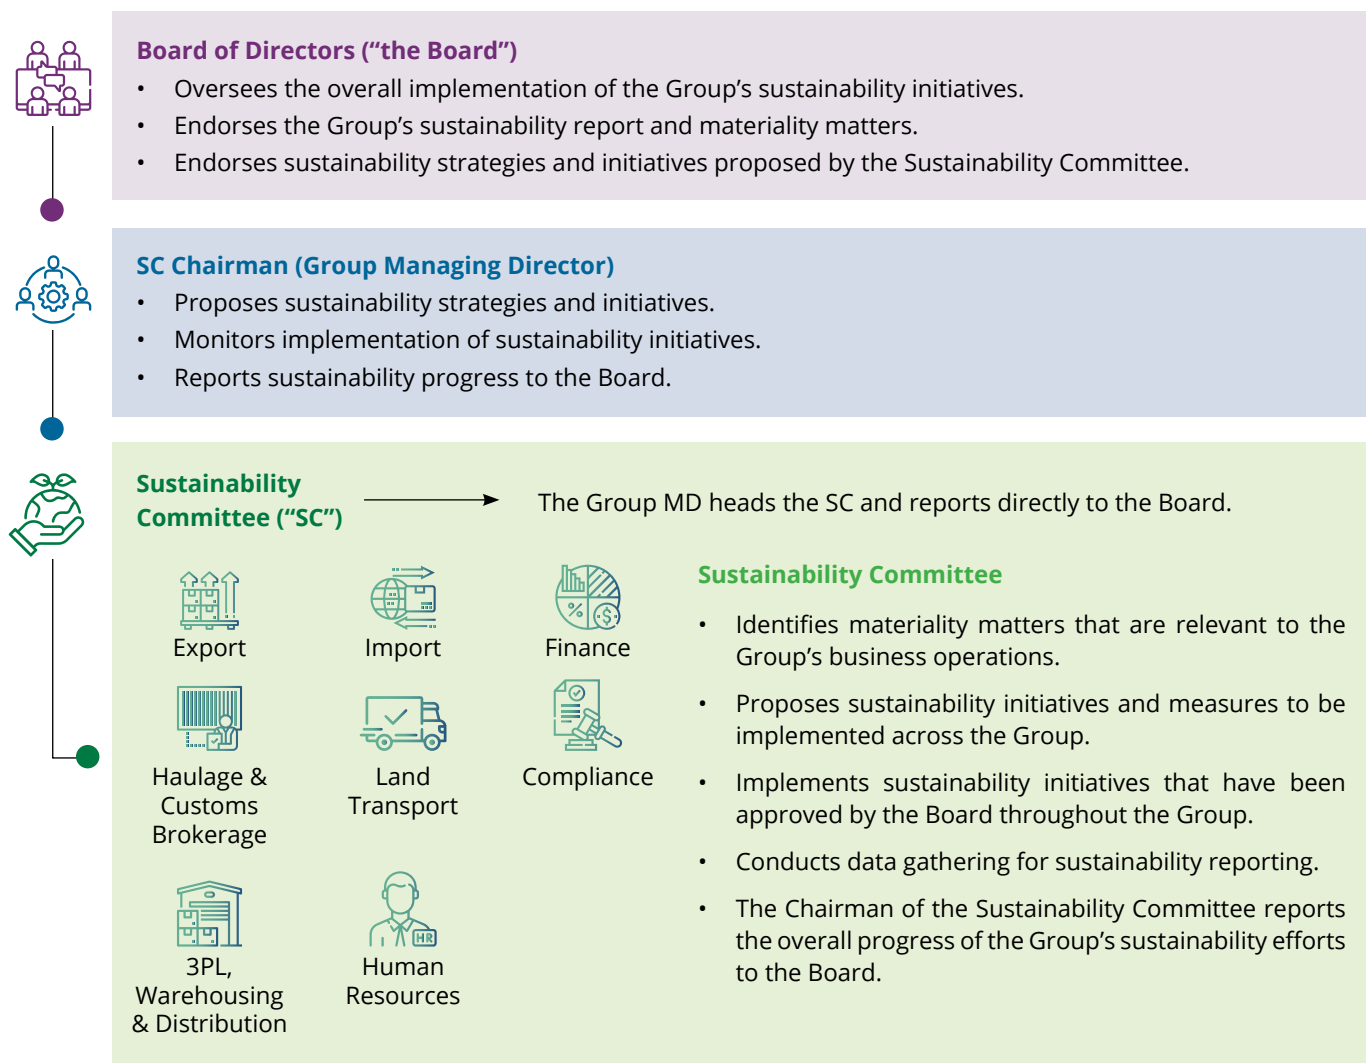 Board of Directors (“the Board”)
• Oversees the overall implementation of the Group’s sustainability initiatives.
• Endorses the Group’s sustainability report and materiality matters.
• Endorses sustainability strategies and initiatives proposed by the Sustainability Committee.
SC Chairman (Group Managing Director)
• Proposes sustainability strategies and initiatives.
• Monitors implementation of sustainability initiatives.
• Reports sustainability progress to the Board.
Sustainability
Committee (“SC”)
The Group MD heads the SC and reports directly to the Board.
Export
Import
Finance
Haulage &
Customs
Brokerage
Land
Transport
Compliance
3PL,
Warehousing
& Distribution
HR
Human
Resources
Sustainability Committee
• Identifies materiality matters that are relevant to the
Group’s business operations.
• Proposes sustainability initiatives and measures to be
implemented across the Group.
• Implements sustainability initiatives that have been
approved by the Board throughout the Group.
• Conducts data gathering for sustainability reporting.
• The Chairman of the Sustainability Committee reports
the overall progress of the Group’s sustainability efforts
to the Board.